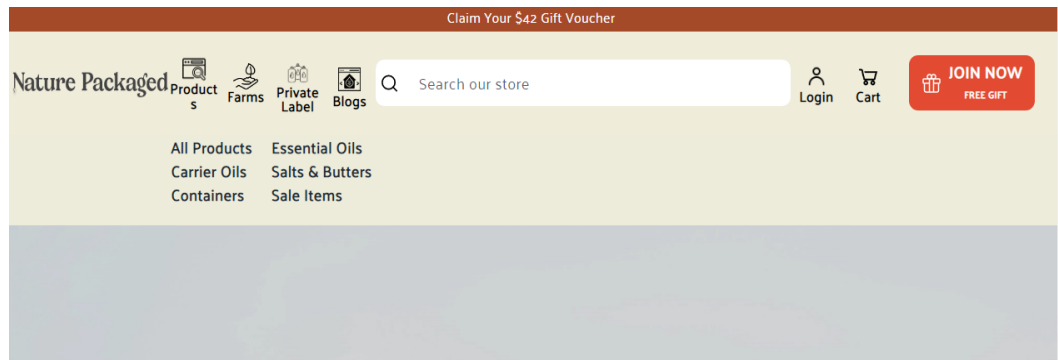 Claim Your $42 Gift Voucher
Nature Packaged
Product
s
Farms
Private
Label
Blogs
Search our store
Login
Cart
JOIN NOW
FREE GIFT
All Products Essential Oils
Carrier Oils Salts & Butters
Containers Sale Items